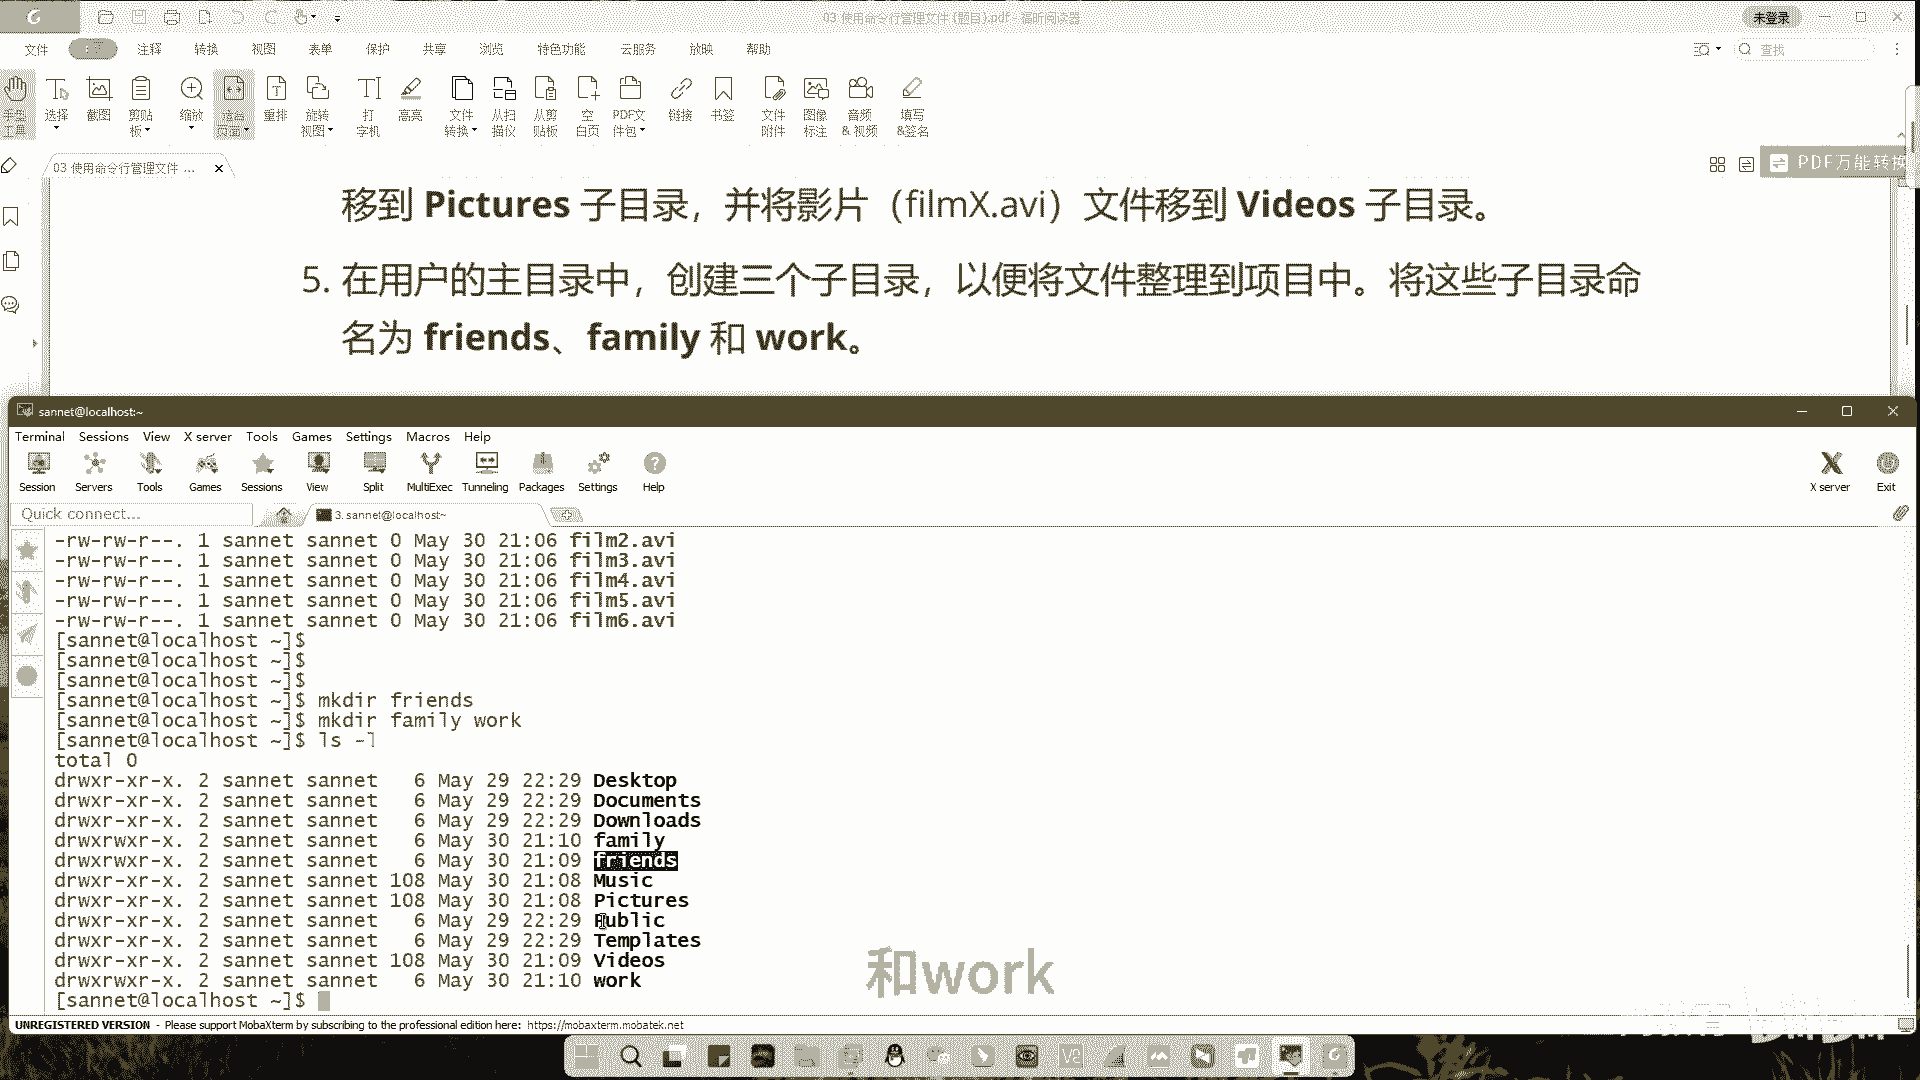 03 使用命令行管理文件 (题目).pdf - 福昕阅读器
未登录
文件 注释 转换 视图 表单 保护 共享 浏览 特色功能 云服务 放映 帮助
查找
手型工具
选择
截图
剪贴板
缩放
适合页面
重排
旋转视图
打字机
高亮
文件转换
从扫描仪
从剪贴板
空白页
PDF文件包
链接
书签
文件附件
图像标注
音频& 视频
填写&签名
03 使用命令行管理文件 ...
PDF万能转换
移到 Pictures 子目录，并将影片（filmX.avi）文件移到 Videos 子目录。
5. 在用户的主目录中，创建三个子目录，以便将文件整理到项目中。将这些子目录命
名为 friends、family 和 work。
sannet@localhost:~
Terminal Sessions View X server Tools Games Settings Macros Help
Session Servers Tools Games Sessions View Split MultiExec Tunneling Packages Settings Help X server Exit
Quick connect...
3. sannet@localhost:~
-rw-rw-r--. 1 sannet sannet 0 May 30 21:06 film2.avi
-rw-rw-r--. 1 sannet sannet 0 May 30 21:06 film3.avi
-rw-rw-r--. 1 sannet sannet 0 May 30 21:06 film4.avi
-rw-rw-r--. 1 sannet sannet 0 May 30 21:06 film5.avi
-rw-rw-r--. 1 sannet sannet 0 May 30 21:06 film6.avi
[sannet@localhost ~]$
[sannet@localhost ~]$
[sannet@localhost ~]$
[sannet@localhost ~]$ mkdir friends
[sannet@localhost ~]$ mkdir family work
[sannet@localhost ~]$ ls -l
total 0
drwxr-xr-x. 2 sannet sannet   6 May 29 22:29 Desktop
drwxr-xr-x. 2 sannet sannet   6 May 29 22:29 Documents
drwxr-xr-x. 2 sannet sannet   6 May 29 22:29 Downloads
drwxrwxr-x. 2 sannet sannet   6 May 30 21:10 family
drwxrwxr-x. 2 sannet sannet   6 May 30 21:09 friends
drwxr-xr-x. 2 sannet sannet 108 May 30 21:08 Music
drwxr-xr-x. 2 sannet sannet 108 May 30 21:08 Pictures
drwxr-xr-x. 2 sannet sannet   6 May 29 22:29 Public
drwxr-xr-x. 2 sannet sannet   6 May 29 22:29 Templates
drwxr-xr-x. 2 sannet sannet 108 May 30 21:09 Videos
drwxrwxr-x. 2 sannet sannet   6 May 30 21:10 work
[sannet@localhost ~]$
和work
UNREGISTERED VERSION - Please support MobaXterm by subscribing to the professional edition here: https://mobaxterm.mobatek.net